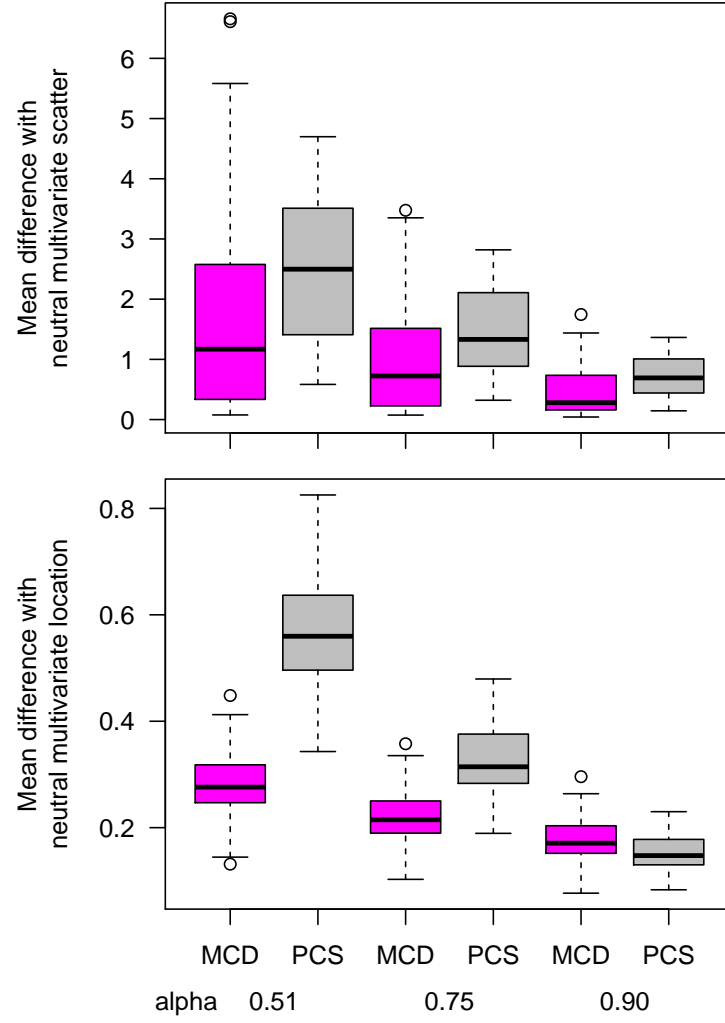 Mean difference with
neutral multivariate scatter
6
5
4
3
2
1
0
Mean difference with
neutral multivariate location
0.8
0.6
0.4
0.2
MCD PCS MCD PCS MCD PCS
alpha 0.51 0.75 0.90